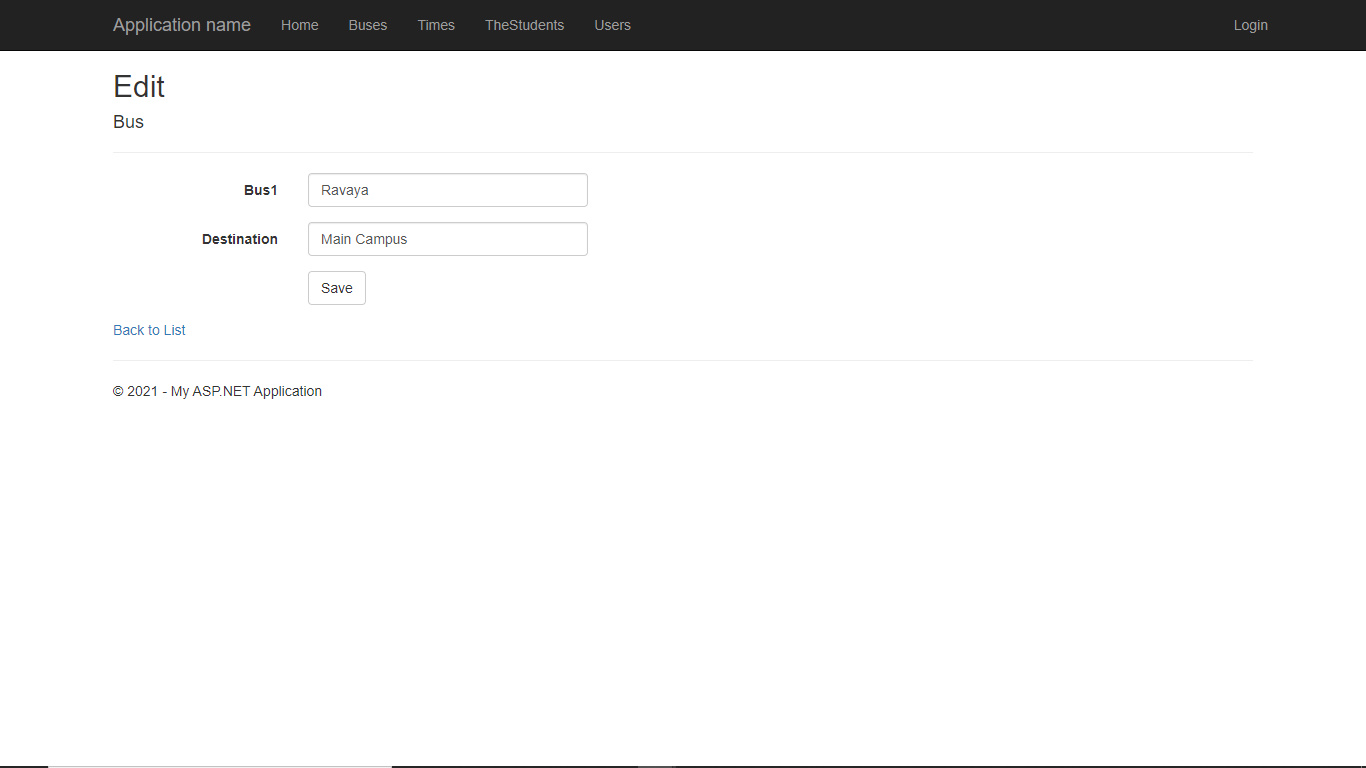 Application name Home Buses Times TheStudents Users Login
Edit
Bus
Bus1 Ravaya
Destination Main Campus
Save
Back to List
© 2021 - My ASP.NET Application